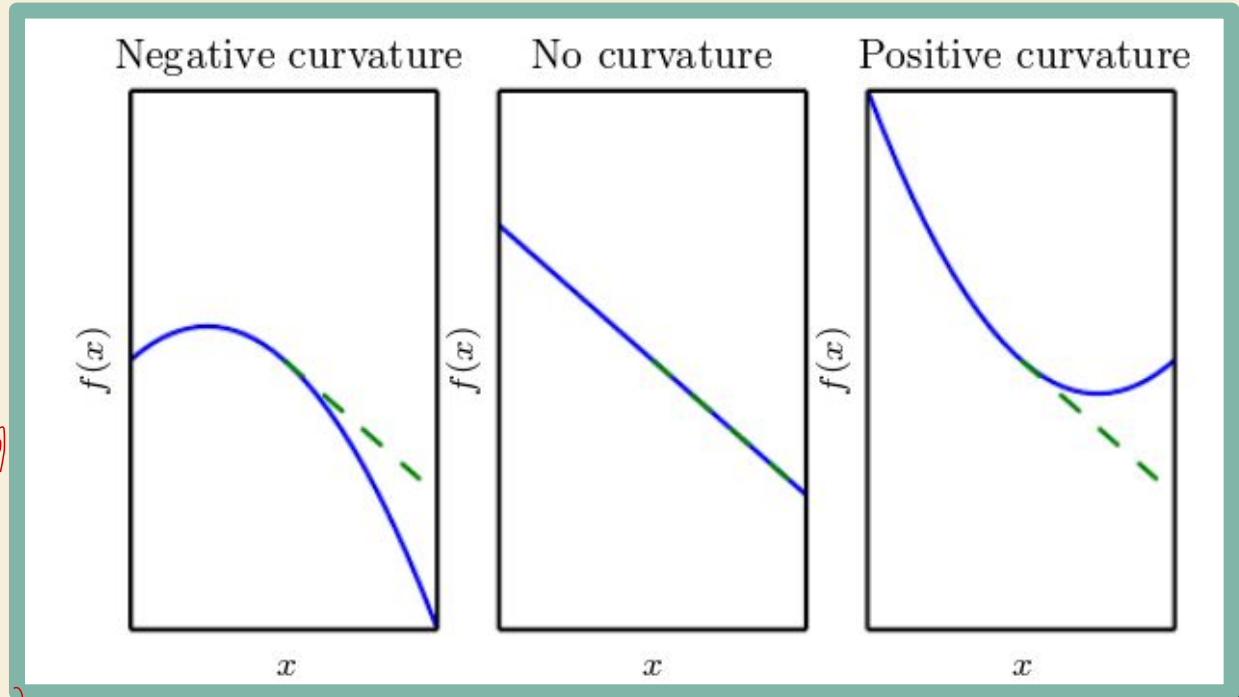 Negative curvature
No curvature
Positive curvature
f(x)
f(x)
f(x)
x
x
x